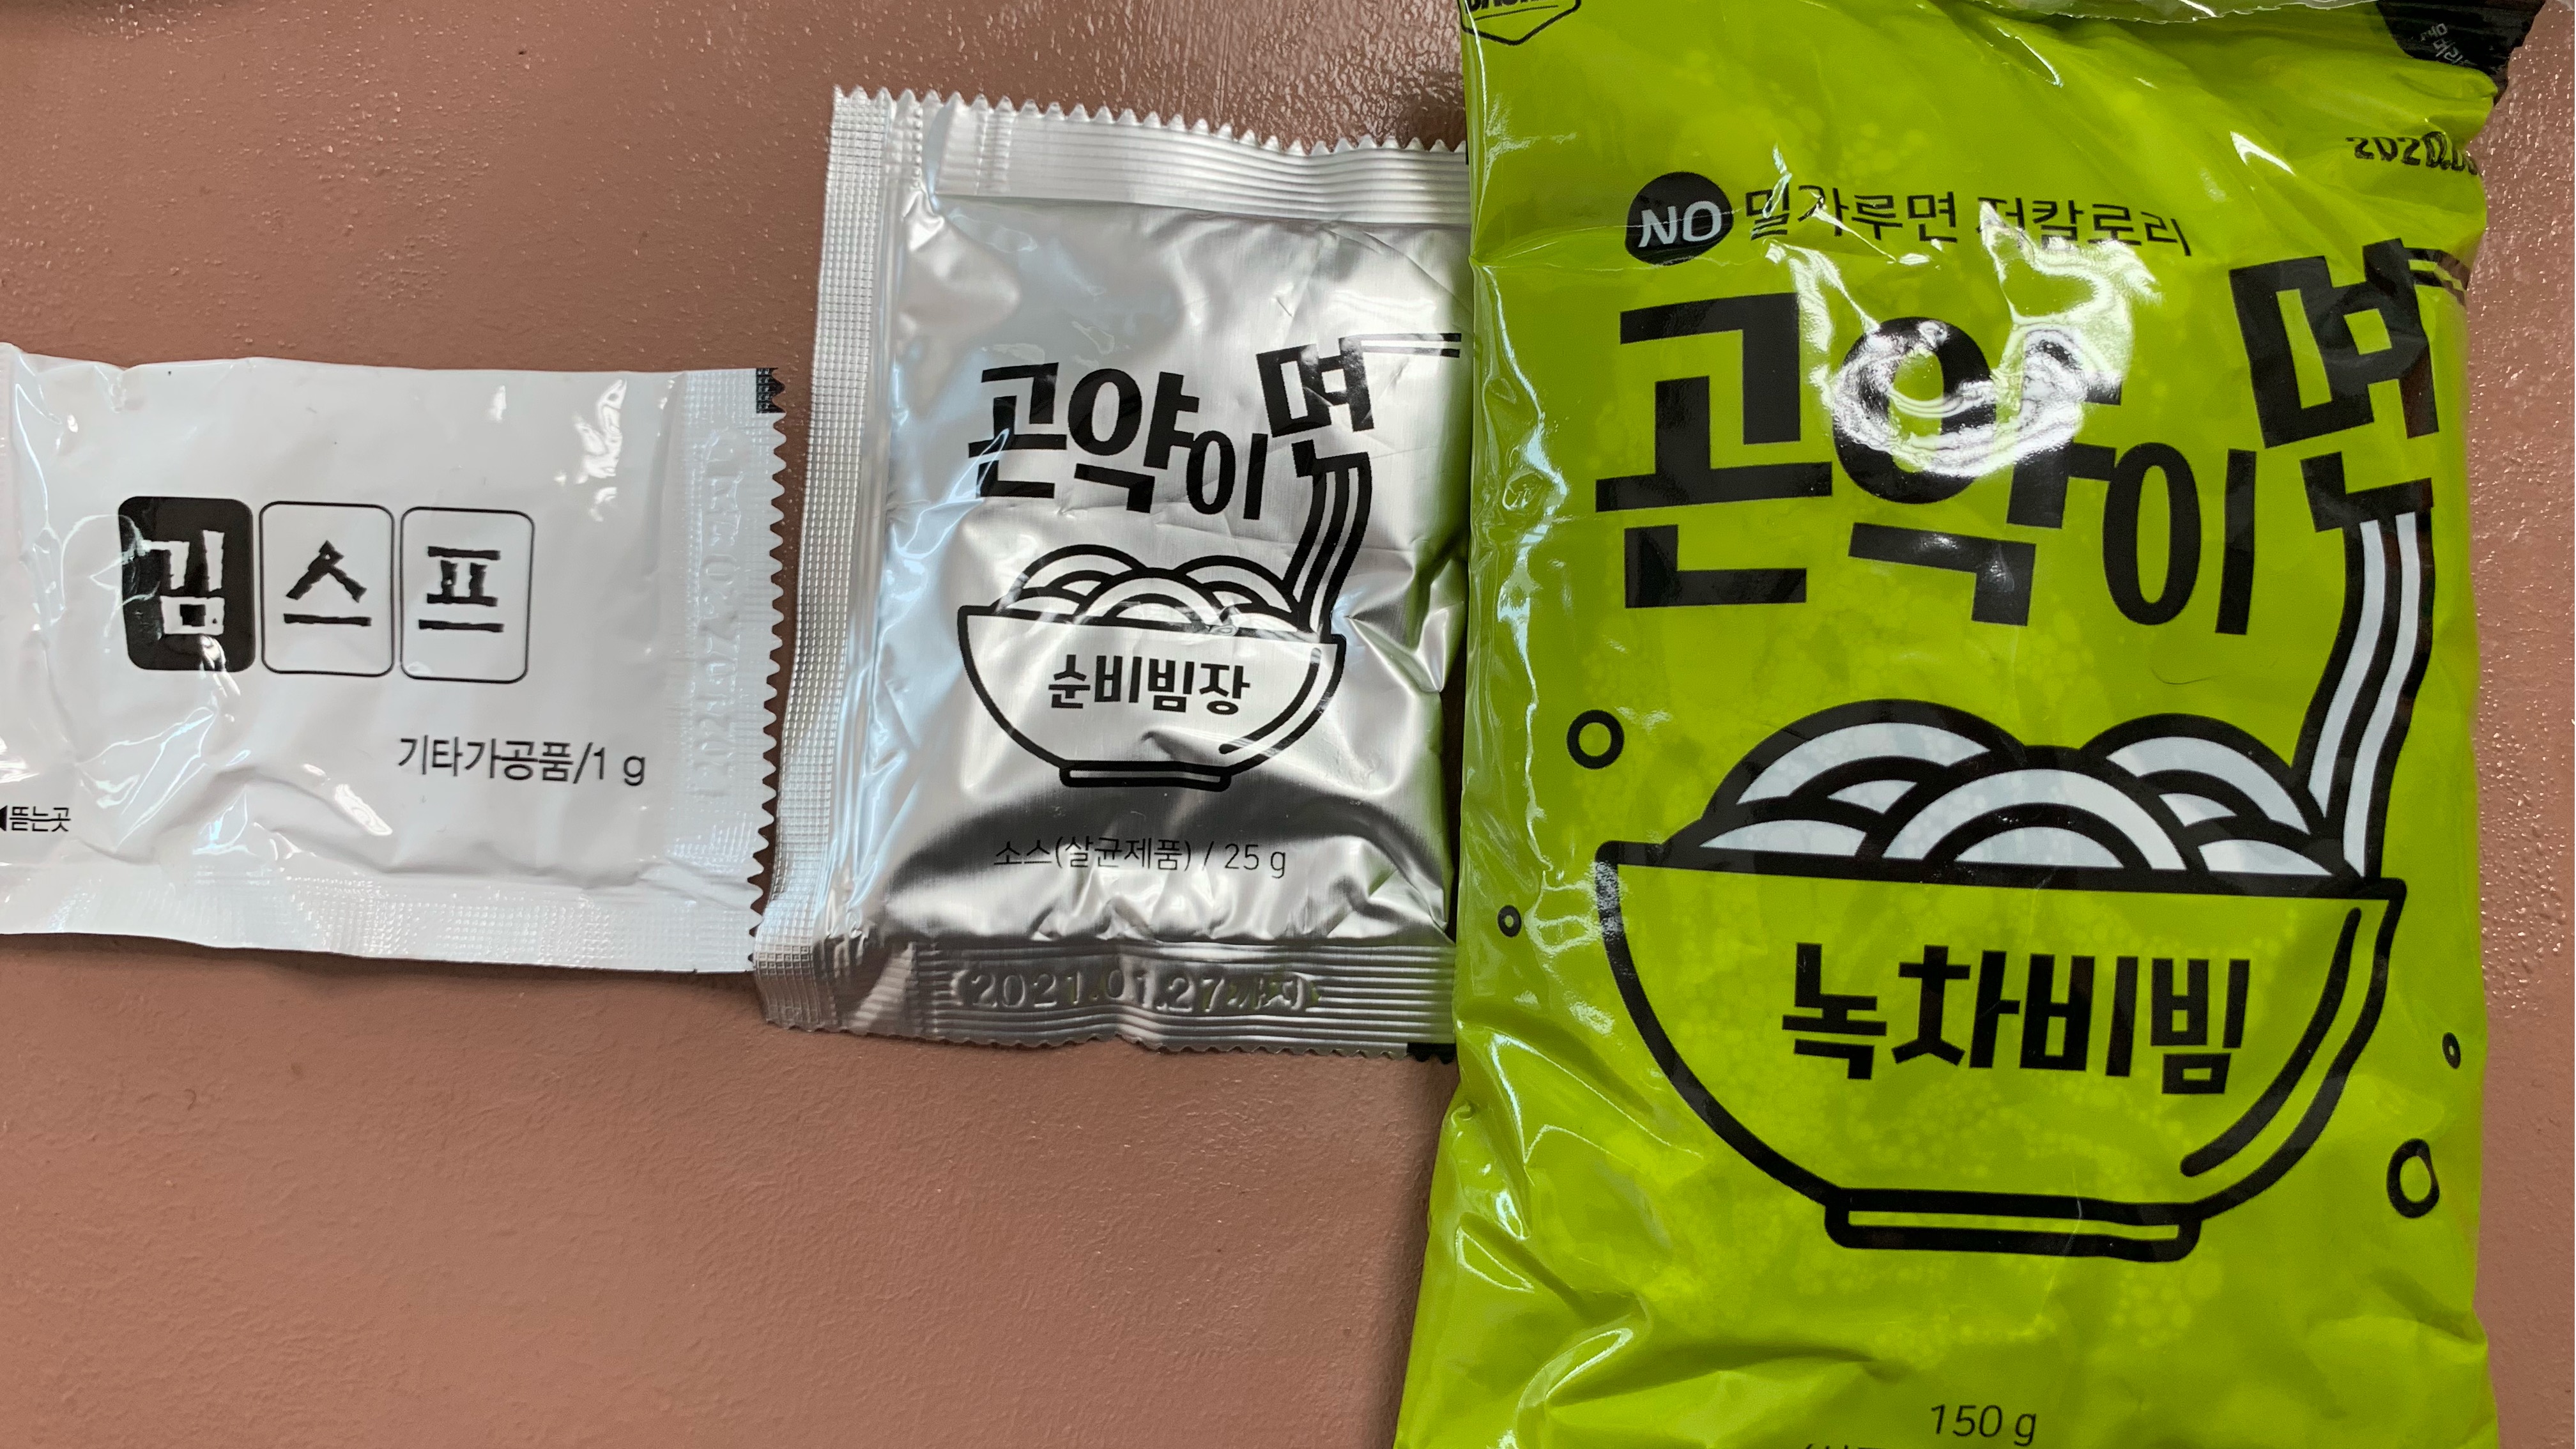 김스프
기타가공품/1 g
◀뜯는곳
곤약이면
순비빔장
소스(살균제품) / 25 g
2021.01.27까지
NO 밀가루면 저칼로리
곤약이면
녹차비빔
150 g